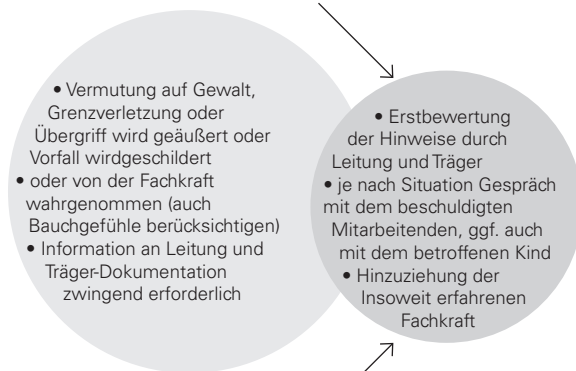 • Vermutung auf Gewalt,
Grenzverletzung oder
Übergriff wird geäußert oder
Vorfall wirdgeschildert
• oder von der Fachkraft
wahrgenommen (auch
Bauchgefühle berücksichtigen)
• Information an Leitung und
Träger-Dokumentation
zwingend erforderlich
• Erstbewertung
der Hinweise durch
Leitung und Träger
• je nach Situation Gespräch
mit dem beschuldigten
Mitarbeitenden, ggf. auch
mit dem betroffenen Kind
• Hinzuziehung der
Insoweit erfahrenen
Fachkraft